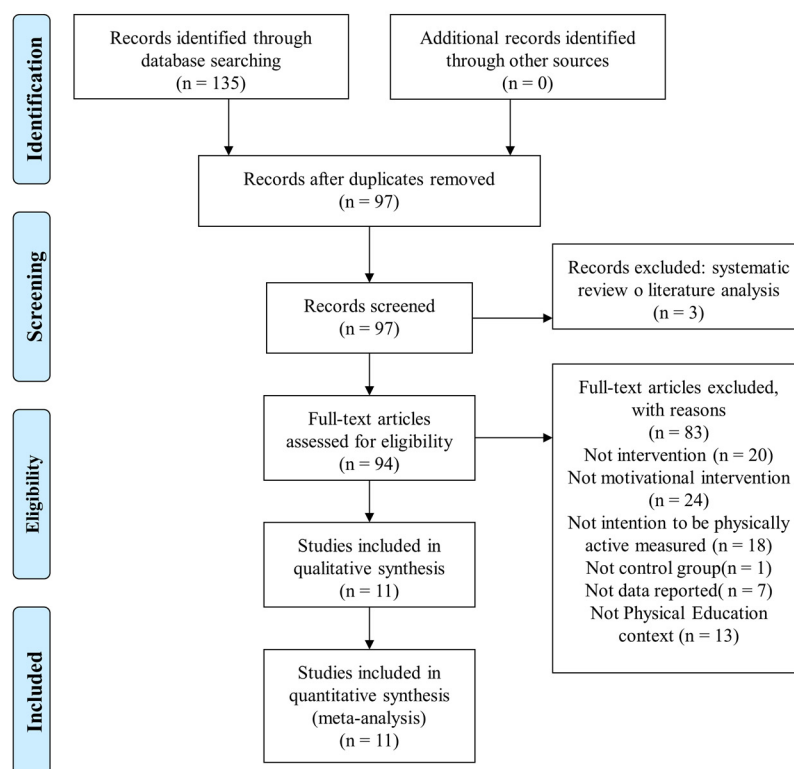 Identification
Records identified through
database searching
(n = 135)
Additional records identified
through other sources
(n = 0)
Records after duplicates removed
(n = 97)
Screening
Records screened
(n = 97)
Records excluded: systematic
review o literature analysis
(n = 3)
Eligibility
Full-text articles
assessed for eligibility
(n = 94)
Full-text articles excluded,
with reasons
(n = 83)
Not intervention (n = 20)
Not motivational intervention
(n = 24)
Not intention to be physically
active measured (n = 18)
Not control group(n = 1)
Not data reported( n = 7)
Not Physical Education
context (n = 13)
Studies included in
qualitative synthesis
(n = 11)
Included
Studies included in
quantitative synthesis
(meta-analysis)
(n = 11)